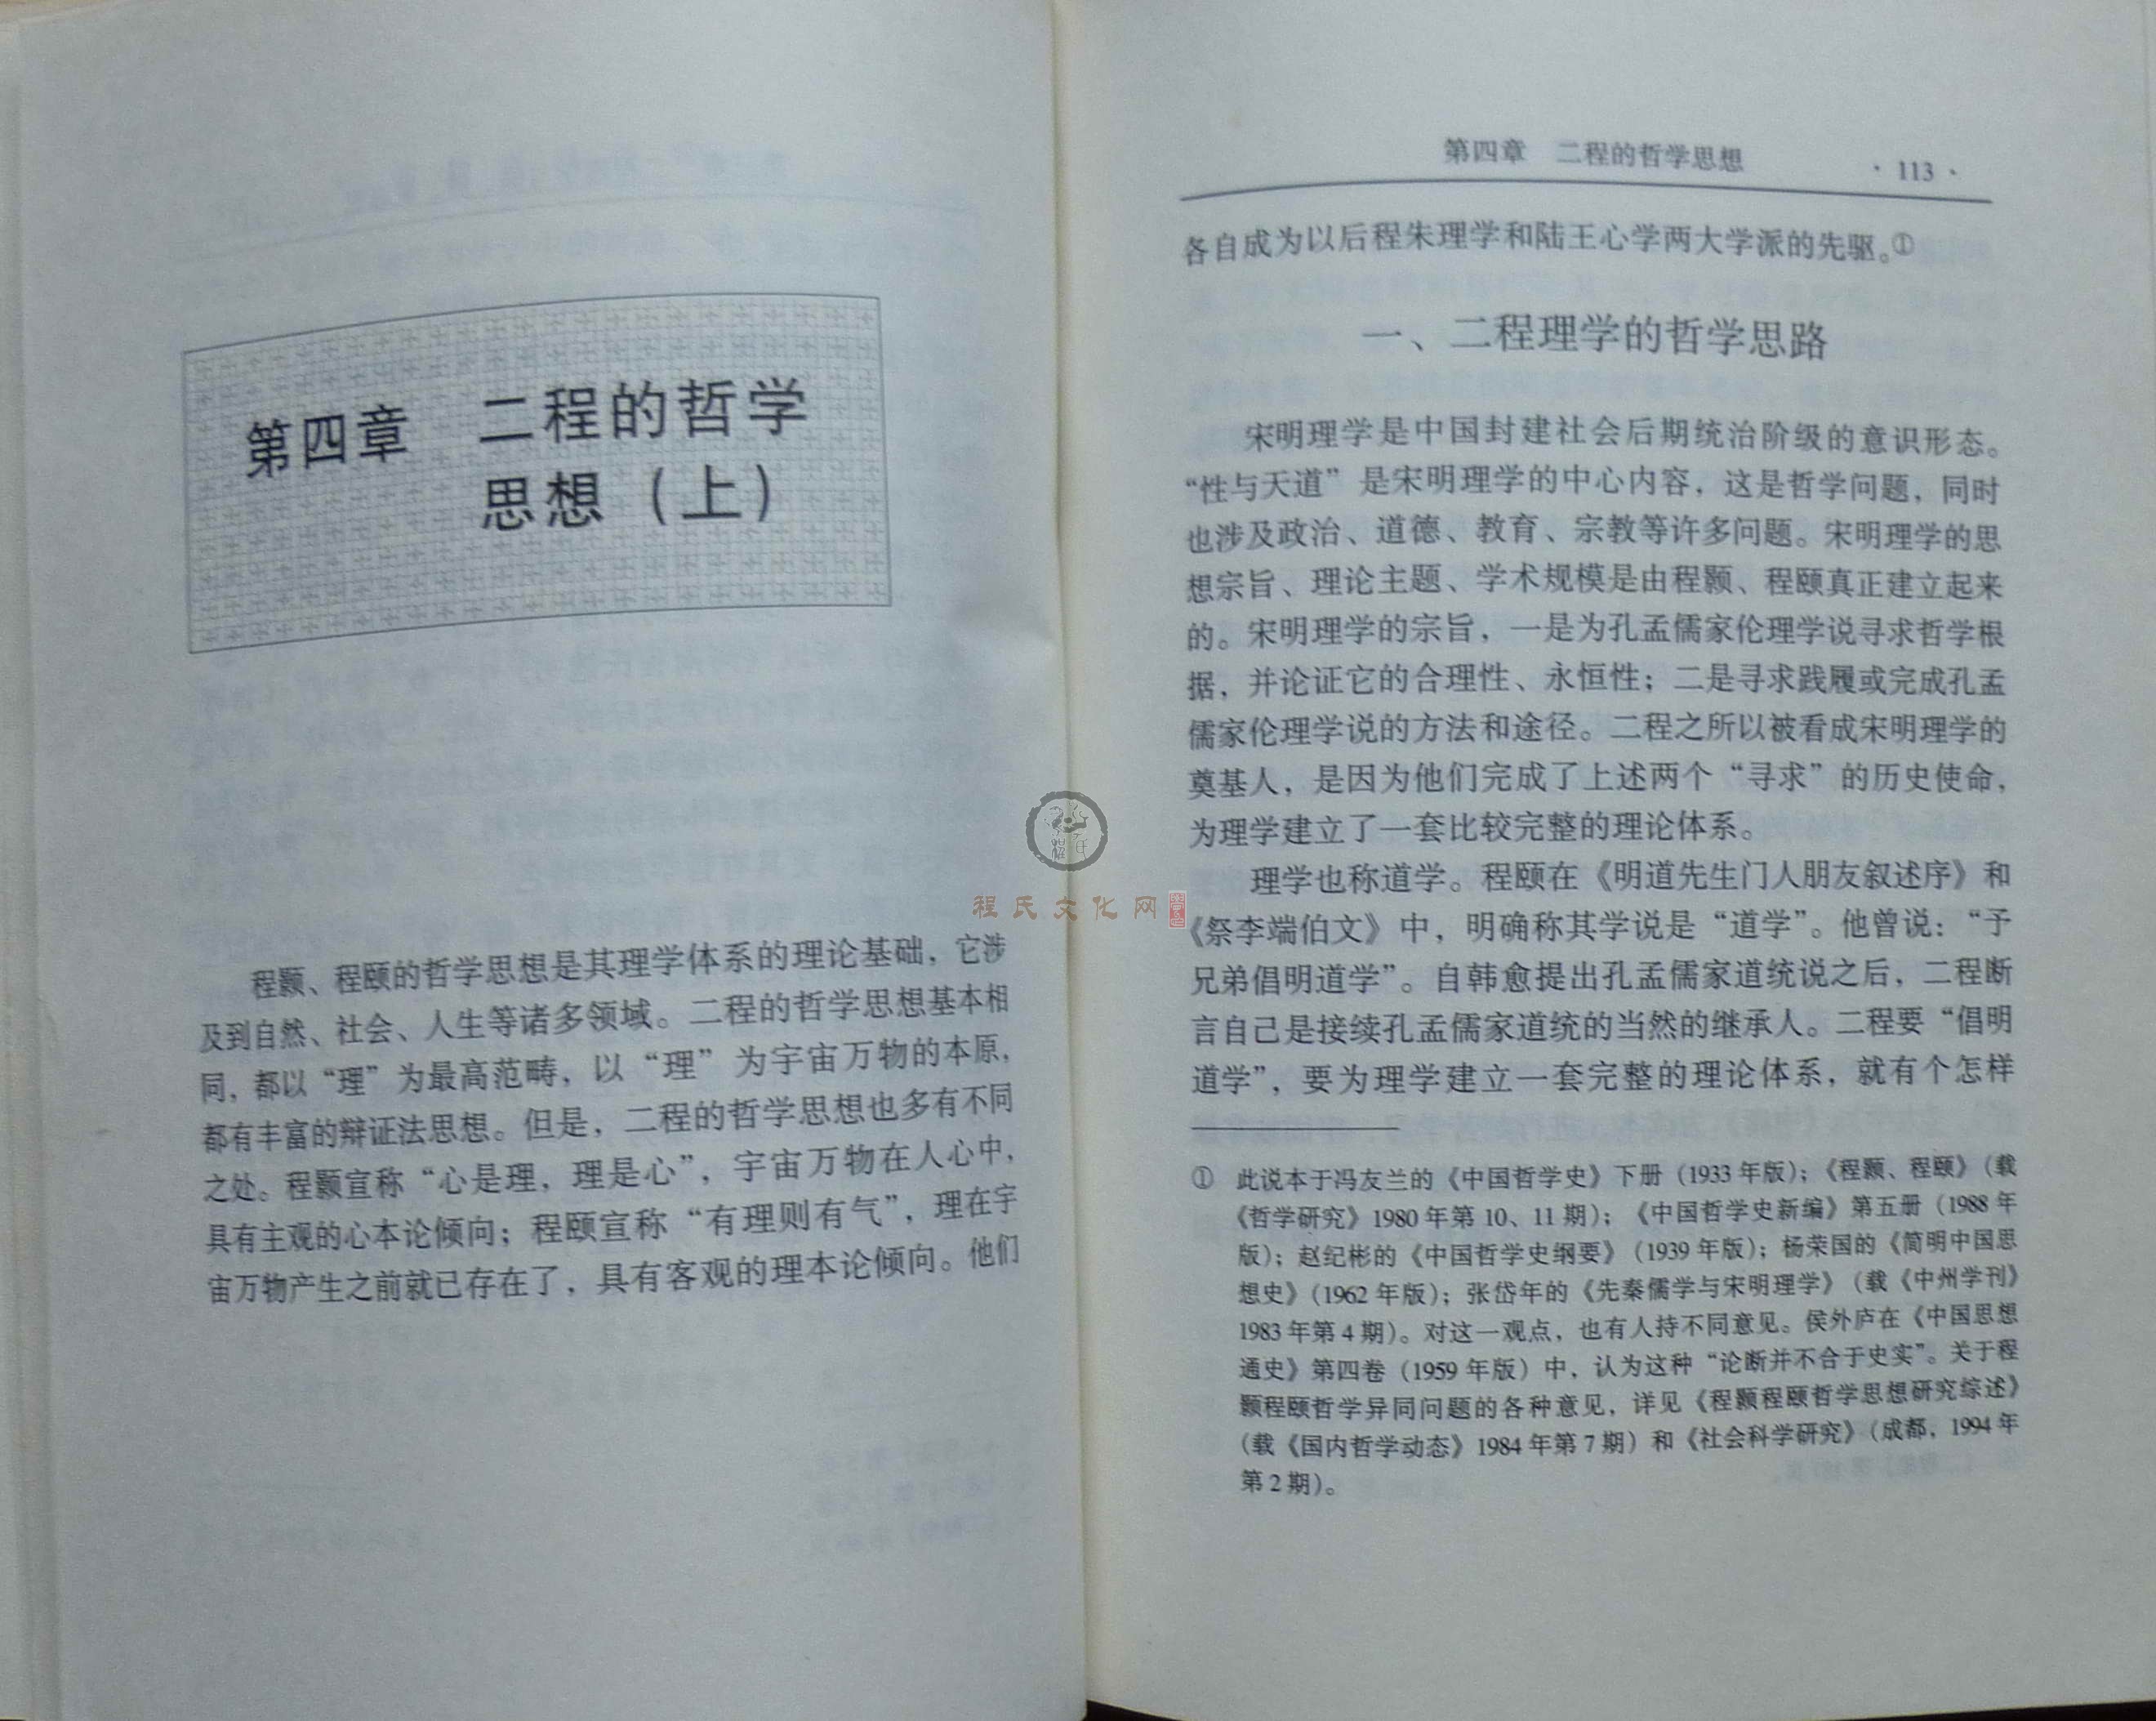 第四章 二程的哲学
思想（上）
程颢、程颐的哲学思想是其理学体系的理论基础，它涉
及到自然、社会、人生等诸多领域。二程的哲学思想基本相
同，都以“理”为最高范畴，以“理”为宇宙万物的本原，
都有丰富的辩证法思想。但是，二程的哲学思想也多有不同
之处。程颢宣称“心是理，理是心”，宇宙万物在人心中，
具有主观的心本论倾向；程颐宣称“有理则有气”，理在宇
宙万物产生之前就已存在了，具有客观的理本论倾向。他们
程氏
程氏文化网
第四章 二程的哲学思想 ·113·
各自成为以后程朱理学和陆王心学两大学派的先驱。①
一、二程理学的哲学思路
宋明理学是中国封建社会后期统治阶级的意识形态。
“性与天道”是宋明理学的中心内容，这是哲学问题，同时
也涉及政治、道德、教育、宗教等许多问题。宋明理学的思
想宗旨、理论主题、学术规模是由程颢、程颐真正建立起来
的。宋明理学的宗旨，一是为孔孟儒家伦理学说寻求哲学根
据，并论证它的合理性、永恒性；二是寻求践履或完成孔孟
儒家伦理学说的方法和途径。二程之所以被看成宋明理学的
奠基人，是因为他们完成了上述两个“寻求”的历史使命，
为理学建立了一套比较完整的理论体系。
理学也称道学。程颐在《明道先生门人朋友叙述序》和
《祭李端伯文》中，明确称其学说是“道学”。他曾说：“予
兄弟倡明道学”。自韩愈提出孔孟儒家道统说之后，二程断
言自己是接续孔孟儒家道统的当然的继承人。二程要“倡明
道学”，要为理学建立一套完整的理论体系，就有个怎样
① 此说本于冯友兰的《中国哲学史》下册（1933年版）；《程颢、程颐》（载
《哲学研究》1980年第10、11期）；《中国哲学史新编》第五册（1988年
版）；赵纪彬的《中国哲学史纲要》（1939年版）；杨荣国的《简明中国思
想史》（1962年版）；张岱年的《先秦儒学与宋明理学》（载《中州学刊》
1983年第4期）。对这一观点，也有人持不同意见。侯外庐在《中国思想
通史》第四卷（1959年版）中，认为这种“论断并不合于史实”。关于程
颢程颐哲学异同问题的各种意见，详见《程颢程颐哲学思想研究综述》
（载《国内哲学动态》1984年第7期）和《社会科学研究》（成都，1994年
第2期）。